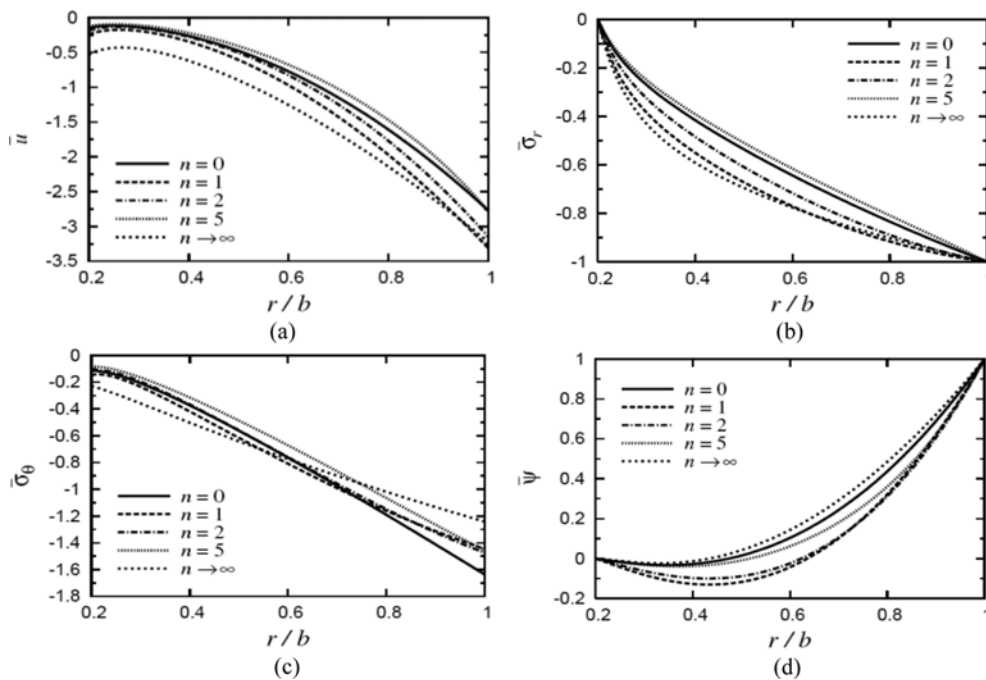 0
-0.5
-1
-1.5
-2
-2.5
-3
-3.5
ū
n = 0
n = 1
n = 2
n = 5
n → ∞
0.2 0.4 0.6 0.8 1
r / b
(a)
0
-0.2
-0.4
-0.6
-0.8
-1
σ̄r
n = 0
n = 1
n = 2
n = 5
n → ∞
0.2 0.4 0.6 0.8 1
r / b
(b)
0
-0.2
-0.4
-0.6
-0.8
-1
-1.2
-1.4
-1.6
-1.8
σ̄θ
n = 0
n = 1
n = 2
n = 5
n → ∞
0.2 0.4 0.6 0.8 1
r / b
(c)
1
0.8
0.6
0.4
0.2
0
-0.2
ψ̄
n = 0
n = 1
n = 2
n = 5
n → ∞
0.2 0.4 0.6 0.8 1
r / b
(d)